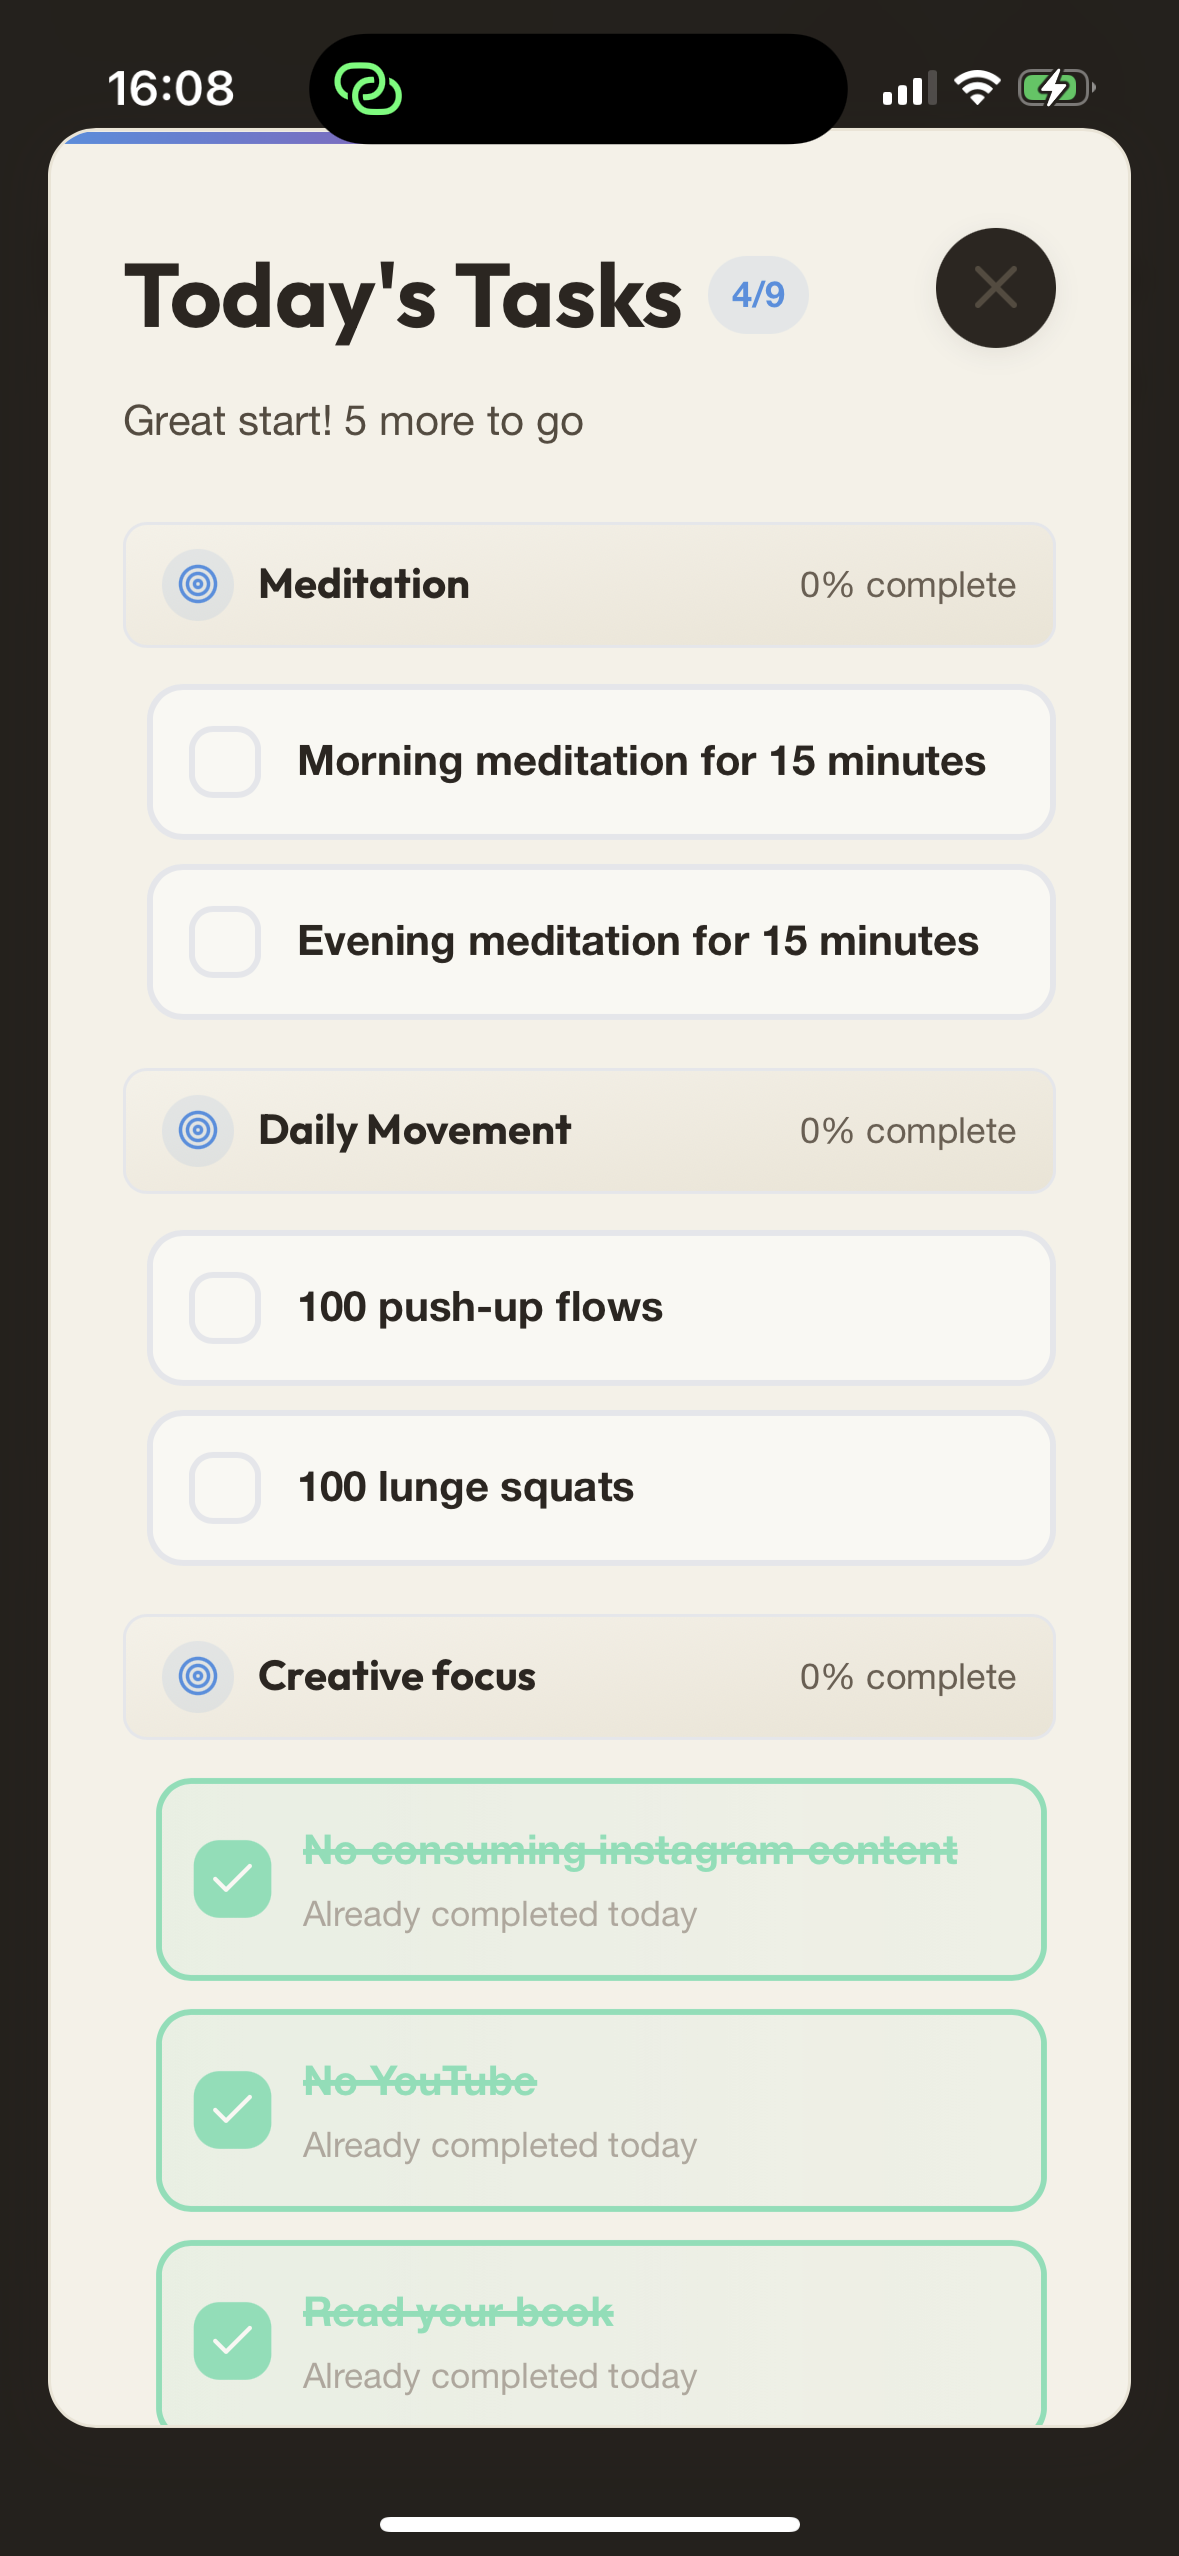 16:08
Today's Tasks 4/9
Great start! 5 more to go
Meditation 0% complete
Morning meditation for 15 minutes
Evening meditation for 15 minutes
Daily Movement 0% complete
100 push-up flows
100 lunge squats
Creative focus 0% complete
No consuming instagram content
Already completed today
No YouTube
Already completed today
Read your book
Already completed today